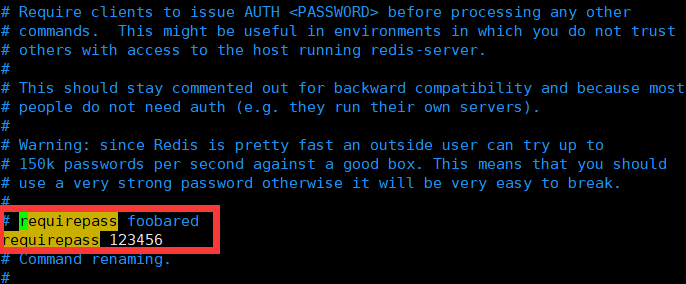 # Require clients to issue AUTH <PASSWORD> before processing any other
# commands.  This might be useful in environments in which you do not trust
# others with access to the host running redis-server.
#
# This should stay commented out for backward compatibility and because most
# people do not need auth (e.g. they run their own servers).
#
# Warning: since Redis is pretty fast an outside user can try up to
# 150k passwords per second against a good box. This means that you should
# use a very strong password otherwise it will be very easy to break.
#
# requirepass foobared
requirepass 123456
# Command renaming.
#